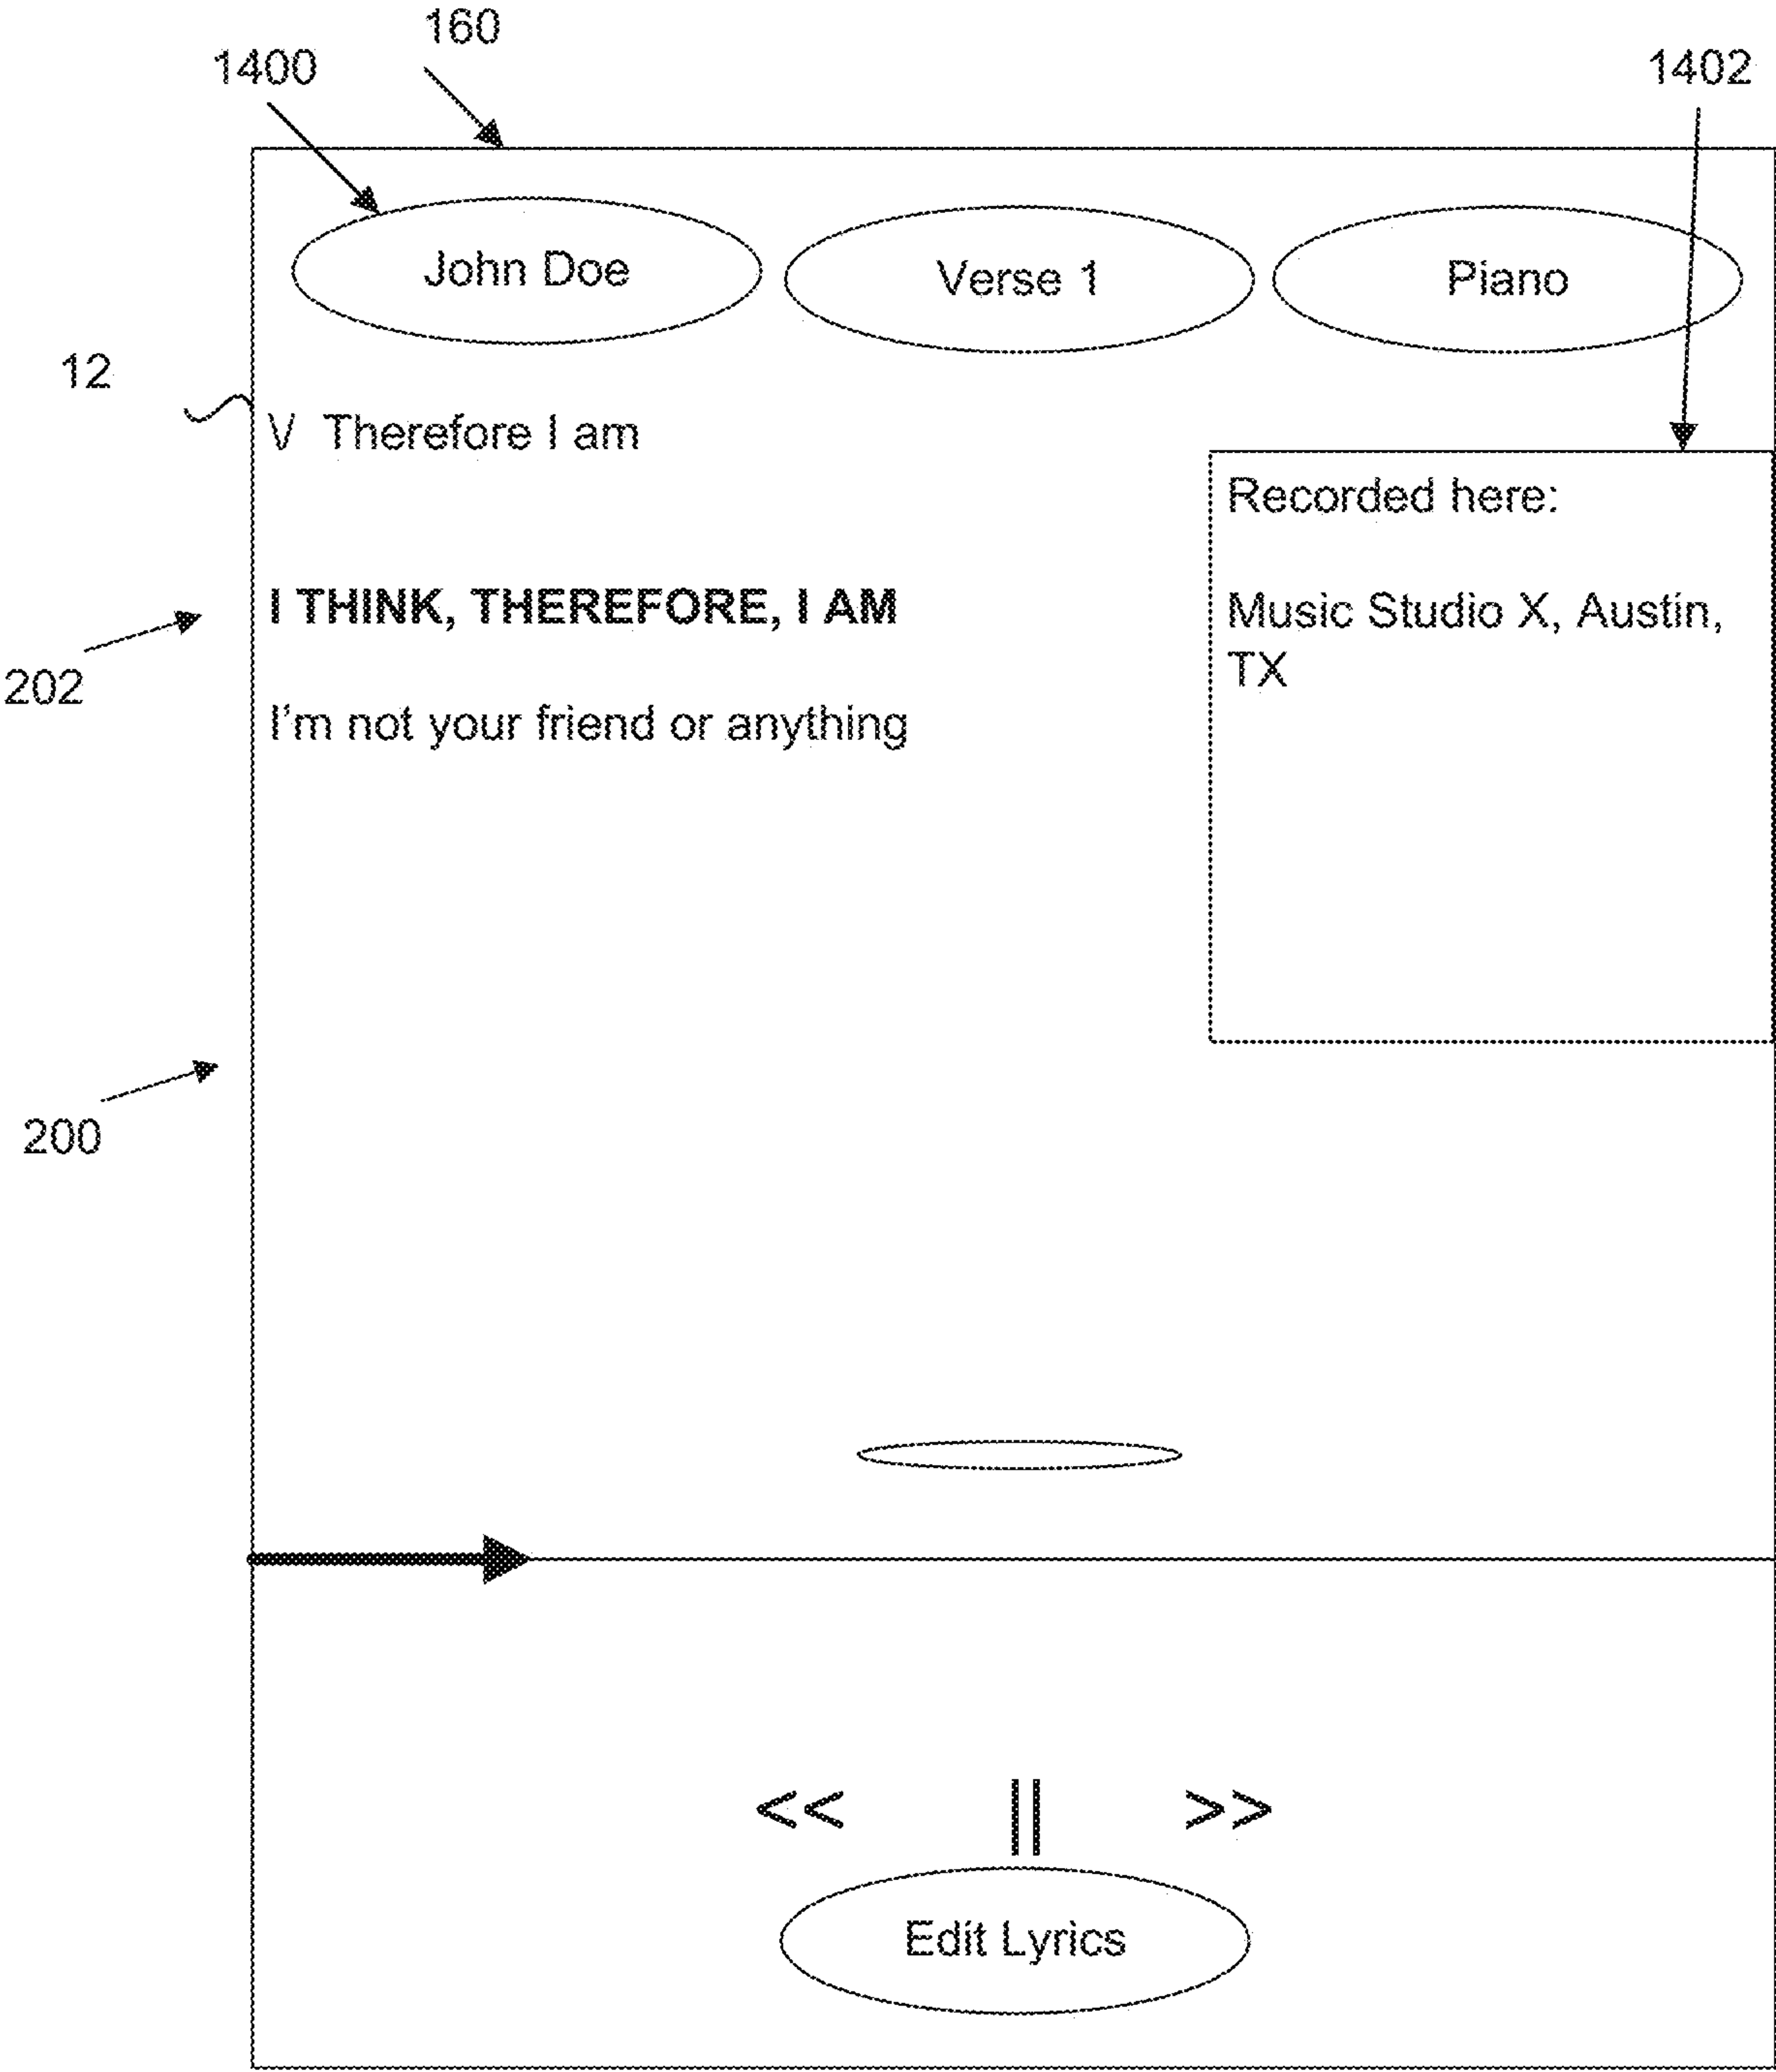 160
1400
1402
John Doe
Verse 1
Piano
12
V Therefore I am
Recorded here:
I THINK, THEREFORE, I AM
Music Studio X, Austin,
TX
202
I'm not your friend or anything
200
<< || >>
Edit Lyrics